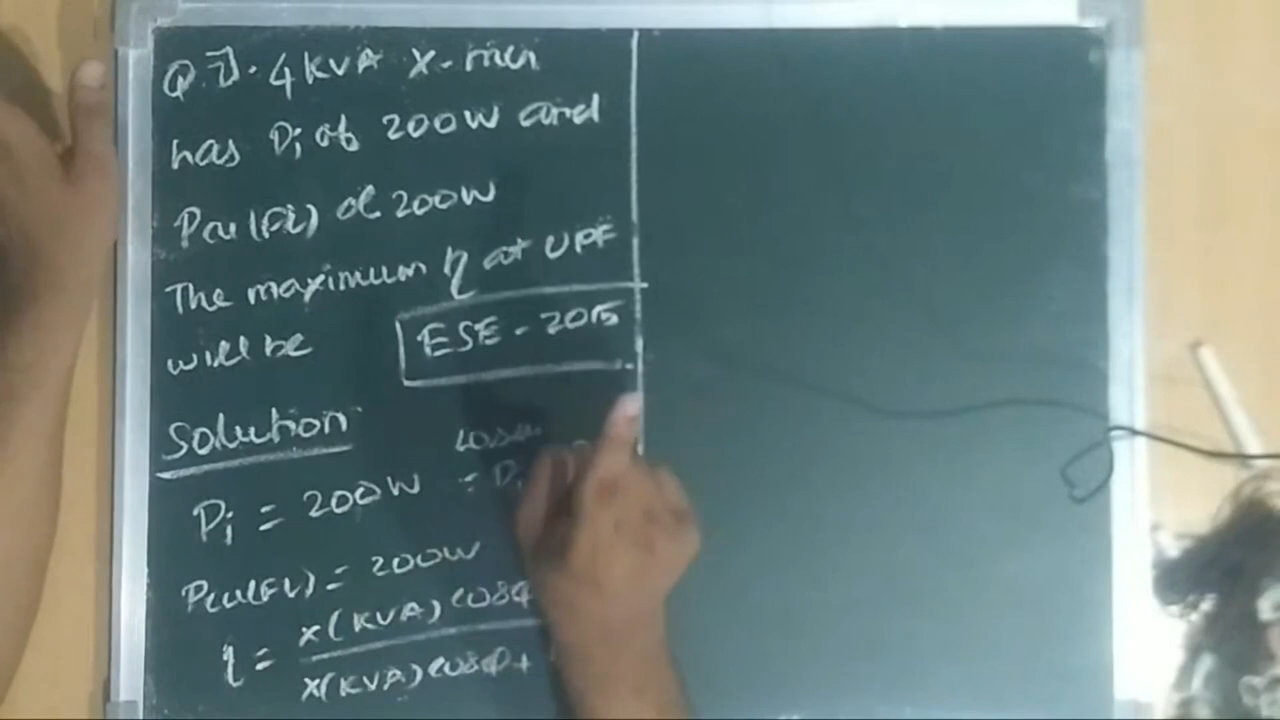 Q.7. 4KVA X-mer
has Pi of 200W and
Pcu(FL) of 200W
The maximum η at UPF
will be
ESE-2015
Solution
Pi = 200W = Pi
Pcu(FL) = 200W
η = x(KVA) cosφ
x(KVA) cosφ +